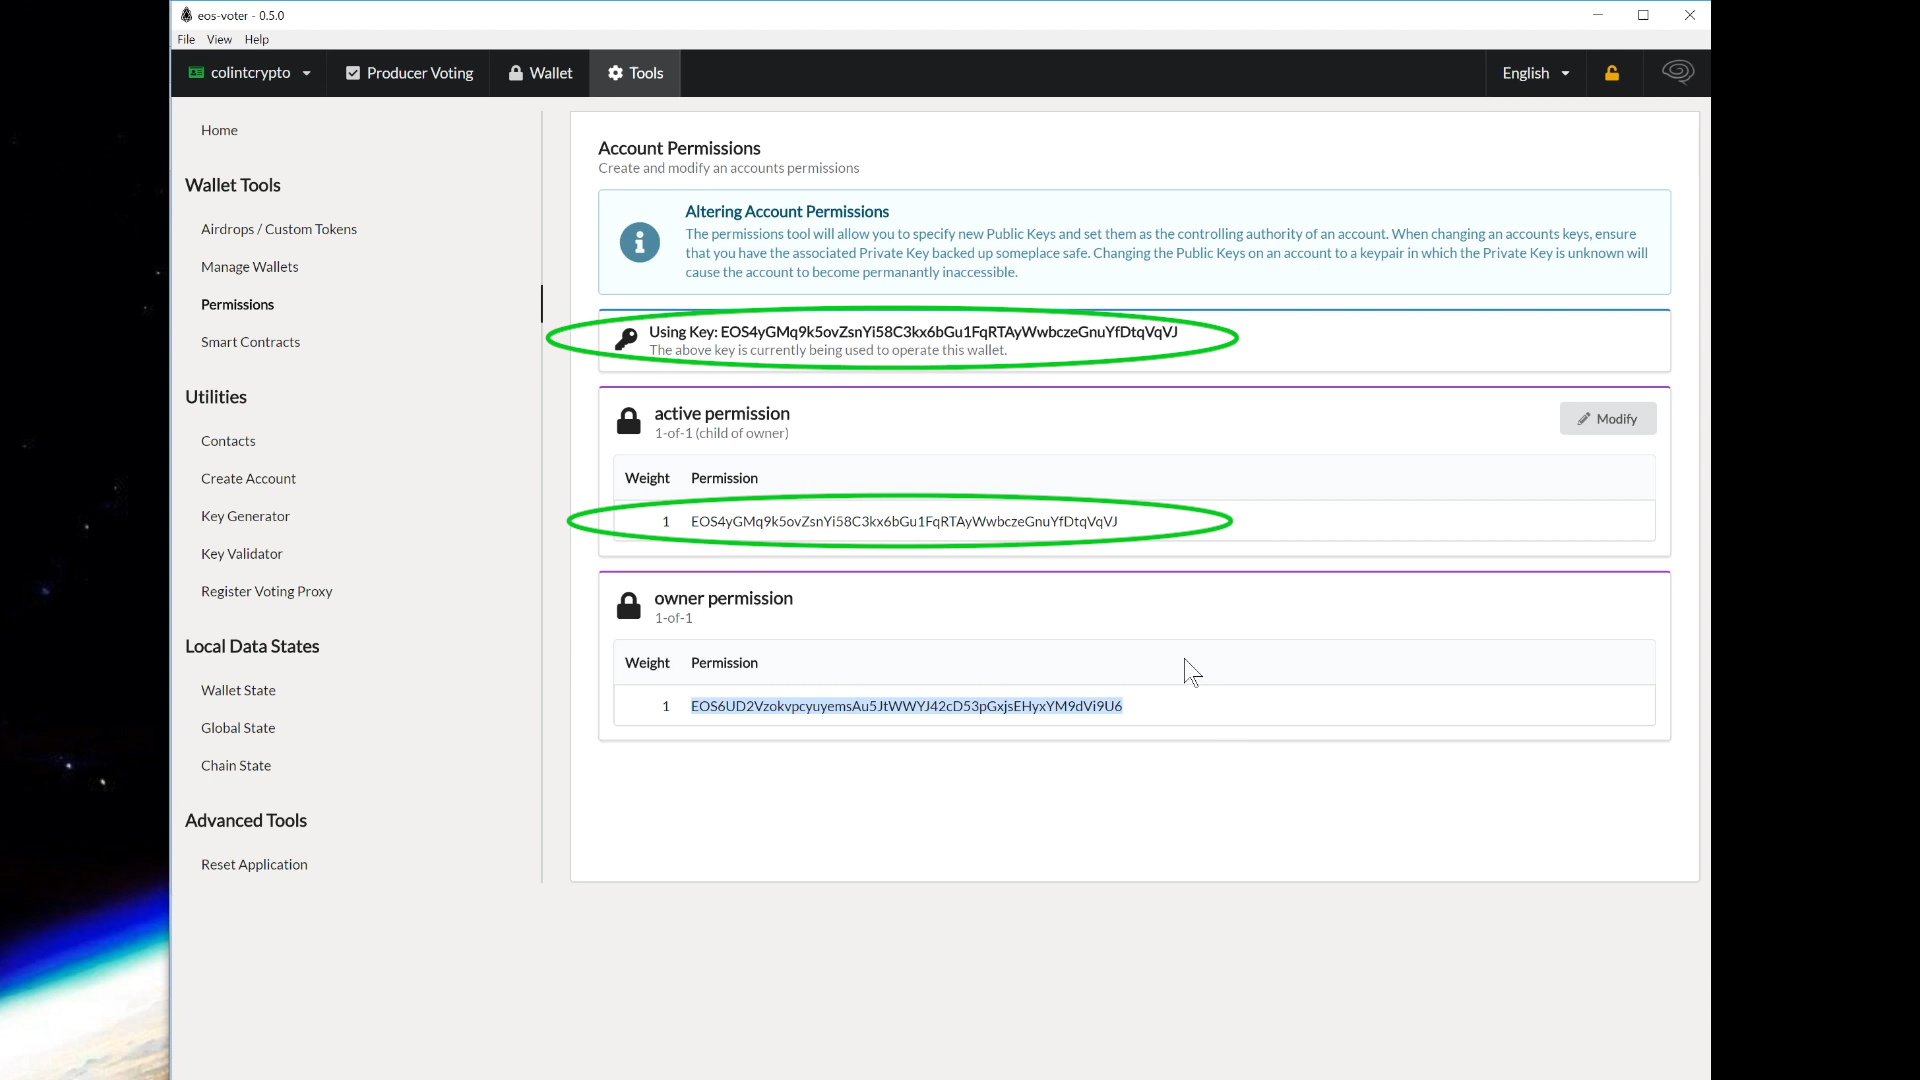 eos-voter - 0.5.0
File View Help
colintcrypto Producer Voting Wallet Tools English
Home
Wallet Tools
Airdrops / Custom Tokens
Manage Wallets
Permissions
Smart Contracts
Utilities
Contacts
Create Account
Key Generator
Key Validator
Register Voting Proxy
Local Data States
Wallet State
Global State
Chain State
Advanced Tools
Reset Application
Account Permissions
Create and modify an accounts permissions
Altering Account Permissions
The permissions tool will allow you to specify new Public Keys and set them as the controlling authority of an account. When changing an accounts keys, ensure
that you have the associated Private Key backed up someplace safe. Changing the Public Keys on an account to a keypair in which the Private Key is unknown will
cause the account to become permanantly inaccessible.
Using Key: EOS4yGMq9k5ovZsnYi58C3kx6bGu1FqRTAyWwbczeGnuYfDtqVqVJ
The above key is currently being used to operate this wallet.
active permission
1-of-1 (child of owner)
Modify
Weight Permission
1 EOS4yGMq9k5ovZsnYi58C3kx6bGu1FqRTAyWwbczeGnuYfDtqVqVJ
owner permission
1-of-1
Weight Permission
1 EOS6UD2VzokvpcyuyemsAu5JtWWYJ42cD53pGxjsEHyxYM9dVi9U6